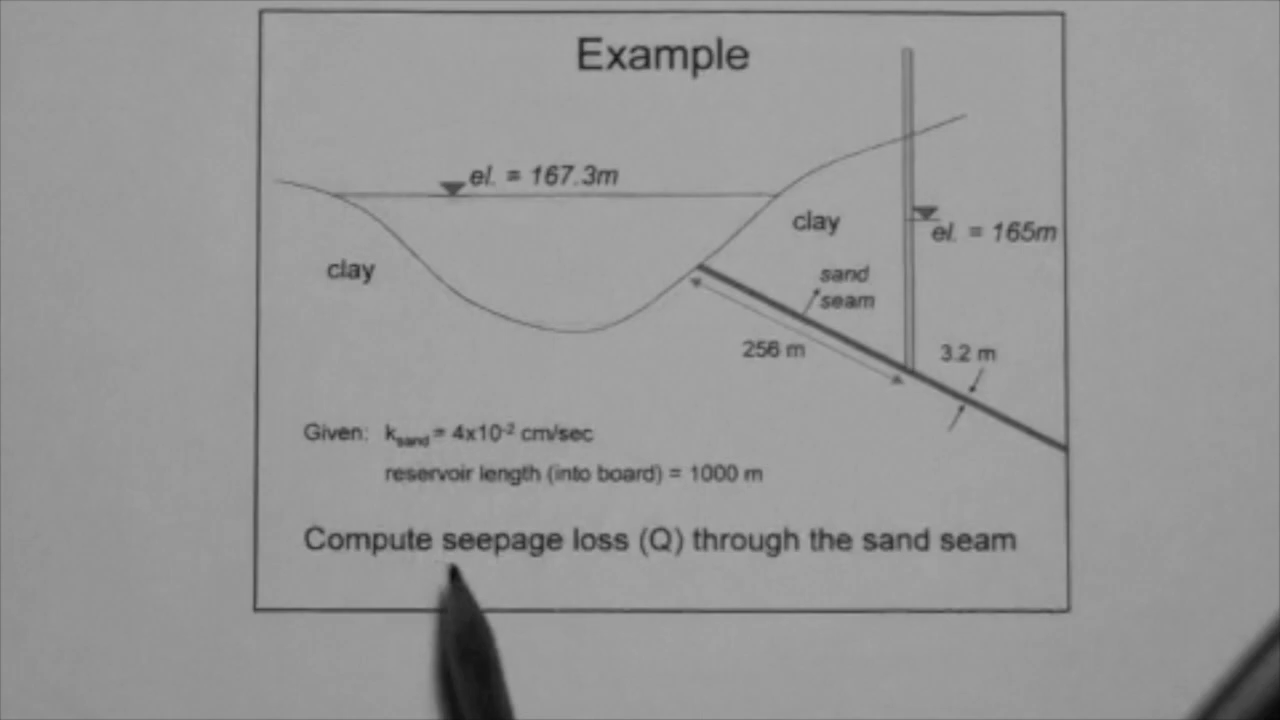 Example
el. = 167.3m
clay
el. = 165m
clay
sand
seam
256 m
3.2 m
Given: k_sand = 4x10⁻² cm/sec
reservoir length (into board) = 1000 m
Compute seepage loss (Q) through the sand seam